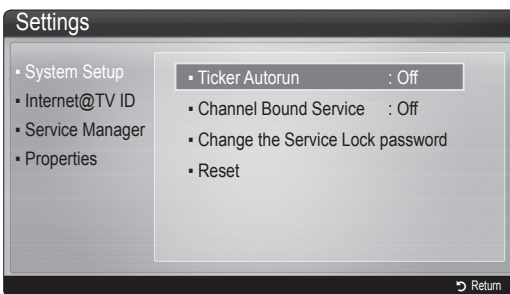 Settings
▪ System Setup
▪ Internet@TV ID
▪ Service Manager
▪ Properties
▪ Ticker Autorun : Off
▪ Channel Bound Service : Off
▪ Change the Service Lock password
▪ Reset
Return